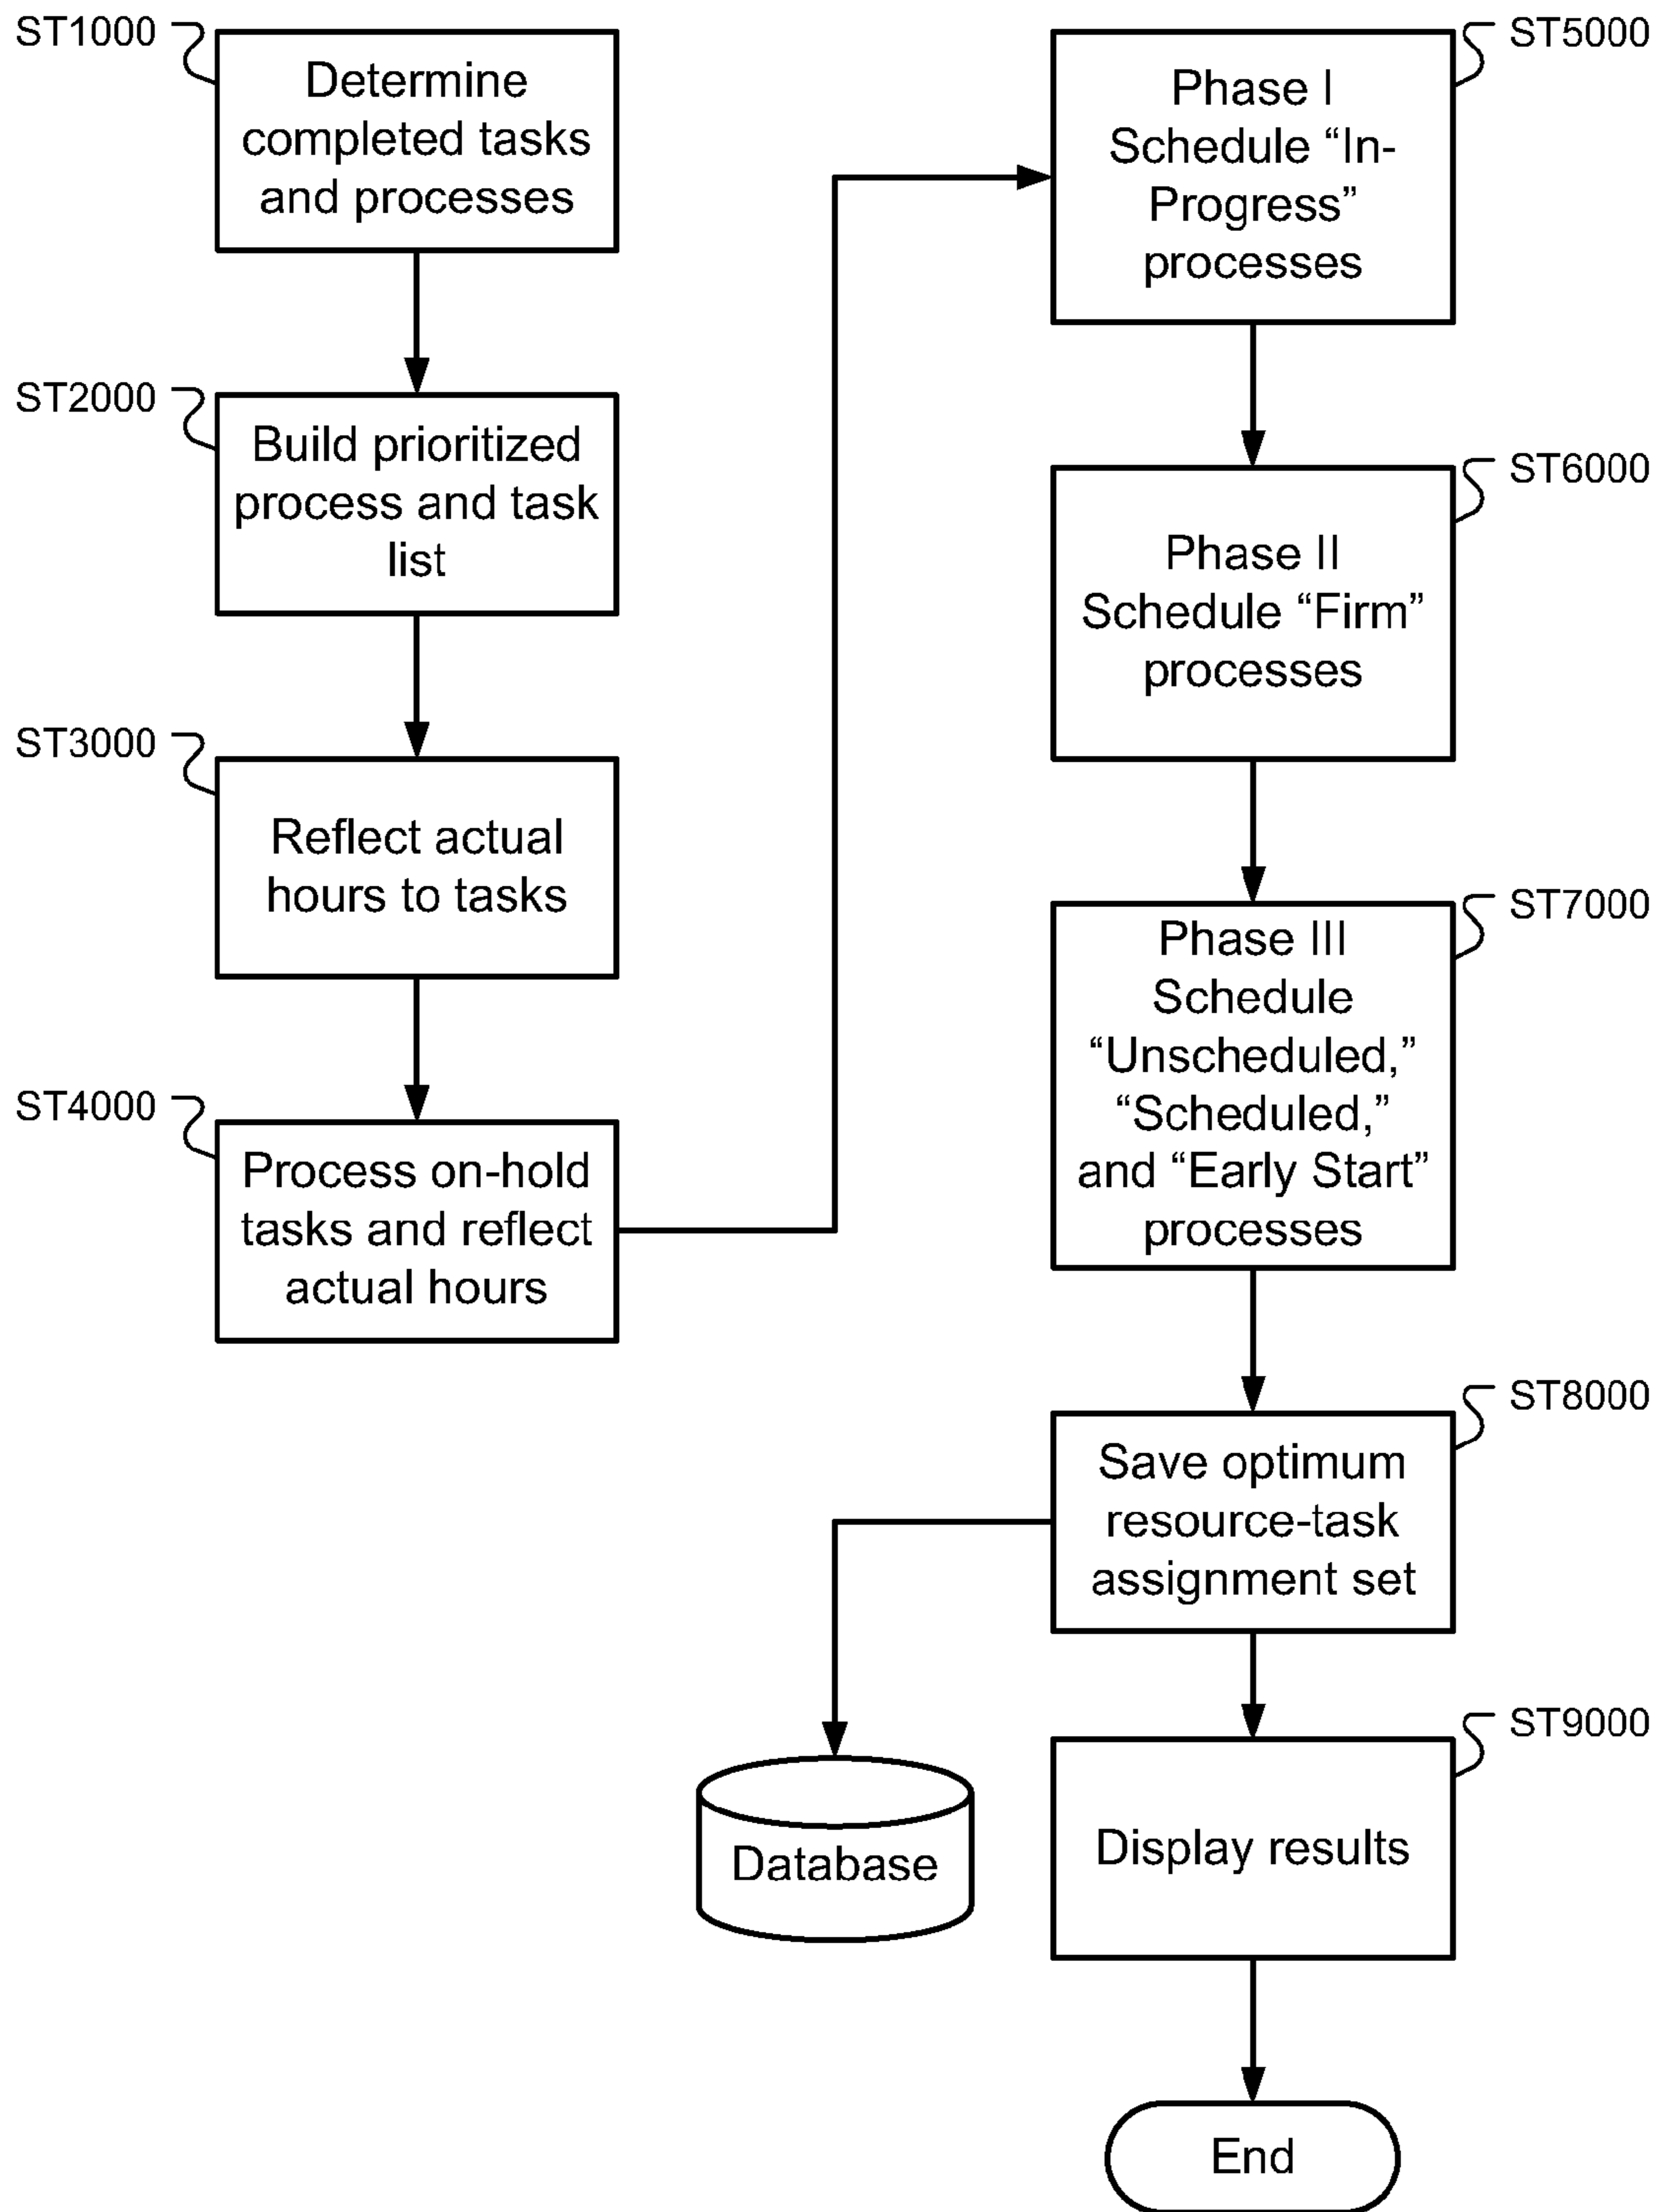 ST1000
Determine
completed tasks
and processes
ST2000
Build prioritized
process and task
list
ST3000
Reflect actual
hours to tasks
ST4000
Process on-hold
tasks and reflect
actual hours
ST5000
Phase I
Schedule “In-
Progress”
processes
ST6000
Phase II
Schedule “Firm”
processes
ST7000
Phase III
Schedule
“Unscheduled,”
“Scheduled,”
and “Early Start”
processes
ST8000
Save optimum
resource-task
assignment set
Database
ST9000
Display results
End